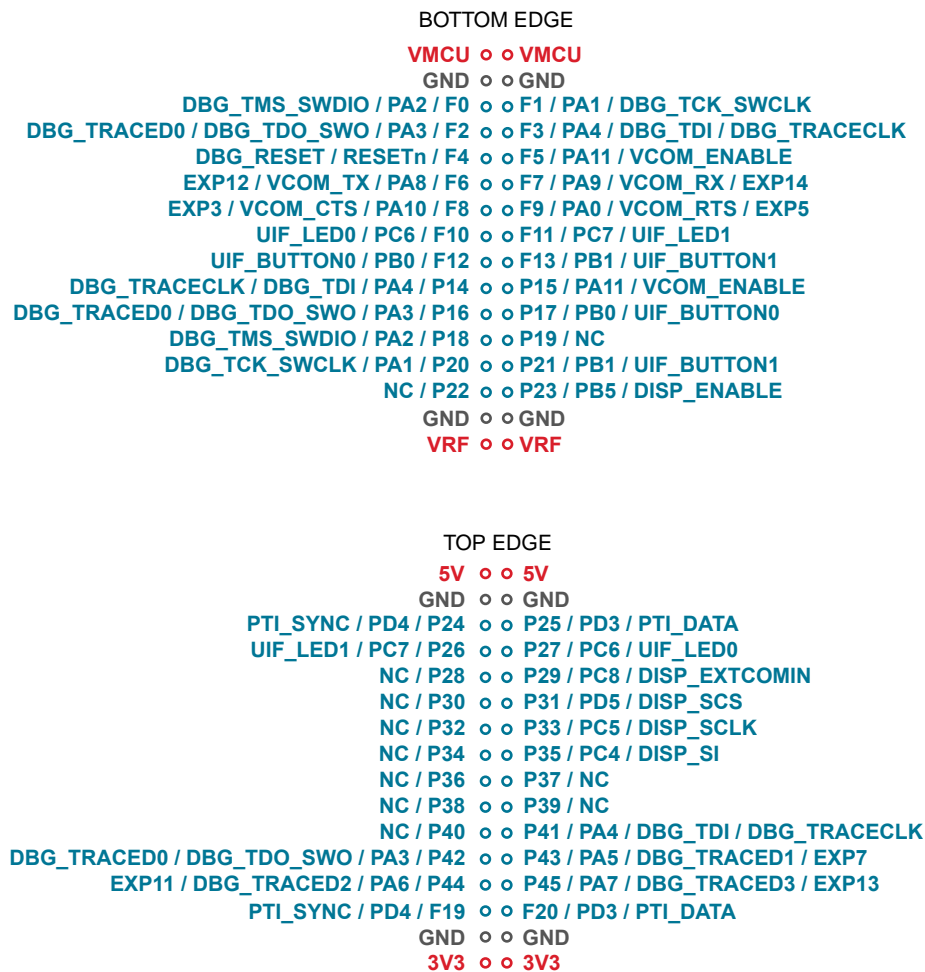 BOTTOM EDGE
VMCU VMCU
GND GND
DBG_TMS_SWDIO / PA2 / F0 F1 / PA1 / DBG_TCK_SWCLK
DBG_TRACED0 / DBG_TDO_SWO / PA3 / F2 F3 / PA4 / DBG_TDI / DBG_TRACECLK
DBG_RESET / RESETn / F4 F5 / PA11 / VCOM_ENABLE
EXP12 / VCOM_TX / PA8 / F6 F7 / PA9 / VCOM_RX / EXP14
EXP3 / VCOM_CTS / PA10 / F8 F9 / PA0 / VCOM_RTS / EXP5
UIF_LED0 / PC6 / F10 F11 / PC7 / UIF_LED1
UIF_BUTTON0 / PB0 / F12 F13 / PB1 / UIF_BUTTON1
DBG_TRACECLK / DBG_TDI / PA4 / P14 P15 / PA11 / VCOM_ENABLE
DBG_TRACED0 / DBG_TDO_SWO / PA3 / P16 P17 / PB0 / UIF_BUTTON0
DBG_TMS_SWDIO / PA2 / P18 P19 / NC
DBG_TCK_SWCLK / PA1 / P20 P21 / PB1 / UIF_BUTTON1
NC / P22 P23 / PB5 / DISP_ENABLE
GND GND
VRF VRF
TOP EDGE
5V 5V
GND GND
PTI_SYNC / PD4 / P24 P25 / PD3 / PTI_DATA
UIF_LED1 / PC7 / P26 P27 / PC6 / UIF_LED0
NC / P28 P29 / PC8 / DISP_EXTCOMIN
NC / P30 P31 / PD5 / DISP_SCS
NC / P32 P33 / PC5 / DISP_SCLK
NC / P34 P35 / PC4 / DISP_SI
NC / P36 P37 / NC
NC / P38 P39 / NC
NC / P40 P41 / PA4 / DBG_TDI / DBG_TRACECLK
DBG_TRACED0 / DBG_TDO_SWO / PA3 / P42 P43 / PA5 / DBG_TRACED1 / EXP7
EXP11 / DBG_TRACED2 / PA6 / P44 P45 / PA7 / DBG_TRACED3 / EXP13
PTI_SYNC / PD4 / F19 F20 / PD3 / PTI_DATA
GND GND
3V3 3V3